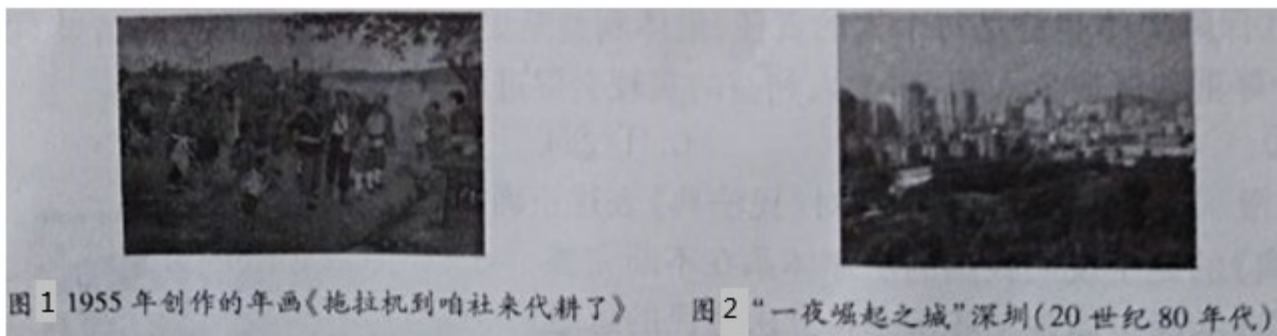 图1 1955年创作的年画《拖拉机到咱社来代耕了》
图2 “一夜崛起之城”深圳(20世纪80年代)